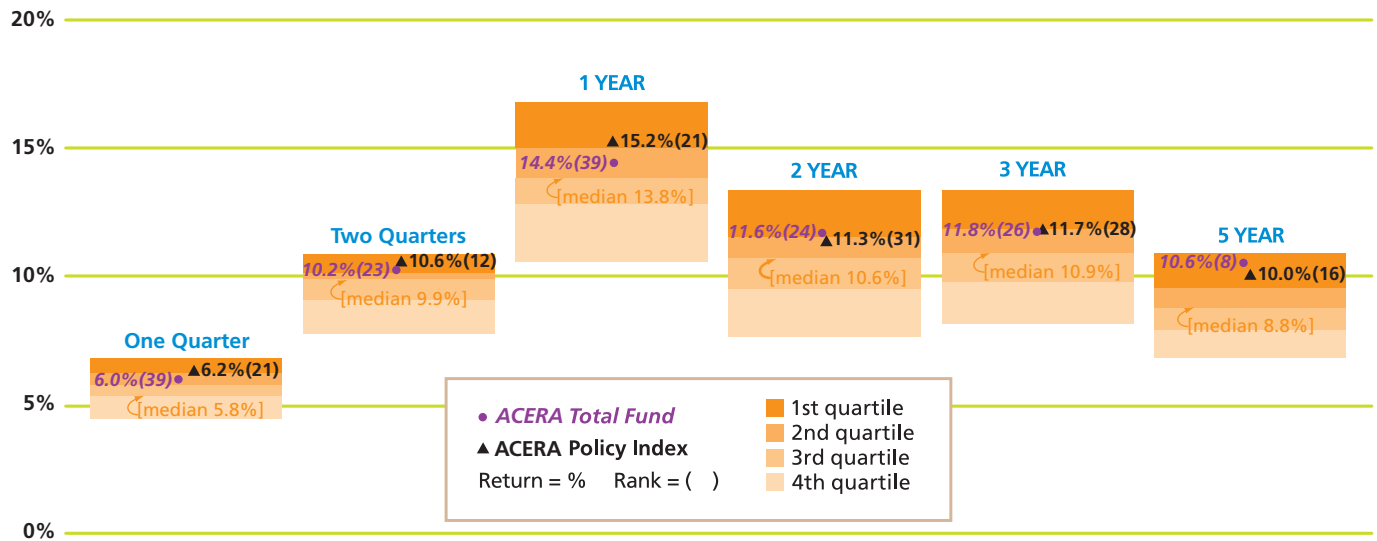 20%
15%
10%
5%
0%
One Quarter
6.0%(39)
6.2%(21)
[median 5.8%]
Two Quarters
10.2%(23)
10.6%(12)
[median 9.9%]
1 YEAR
15.2%(21)
14.4%(39)
[median 13.8%]
2 YEAR
11.6%(24)
11.3%(31)
[median 10.6%]
3 YEAR
11.8%(26)
11.7%(28)
[median 10.9%]
5 YEAR
10.6%(8)
10.0%(16)
[median 8.8%]
ACERA Total Fund
ACERA Policy Index
Return = % Rank = ( )
1st quartile
2nd quartile
3rd quartile
4th quartile